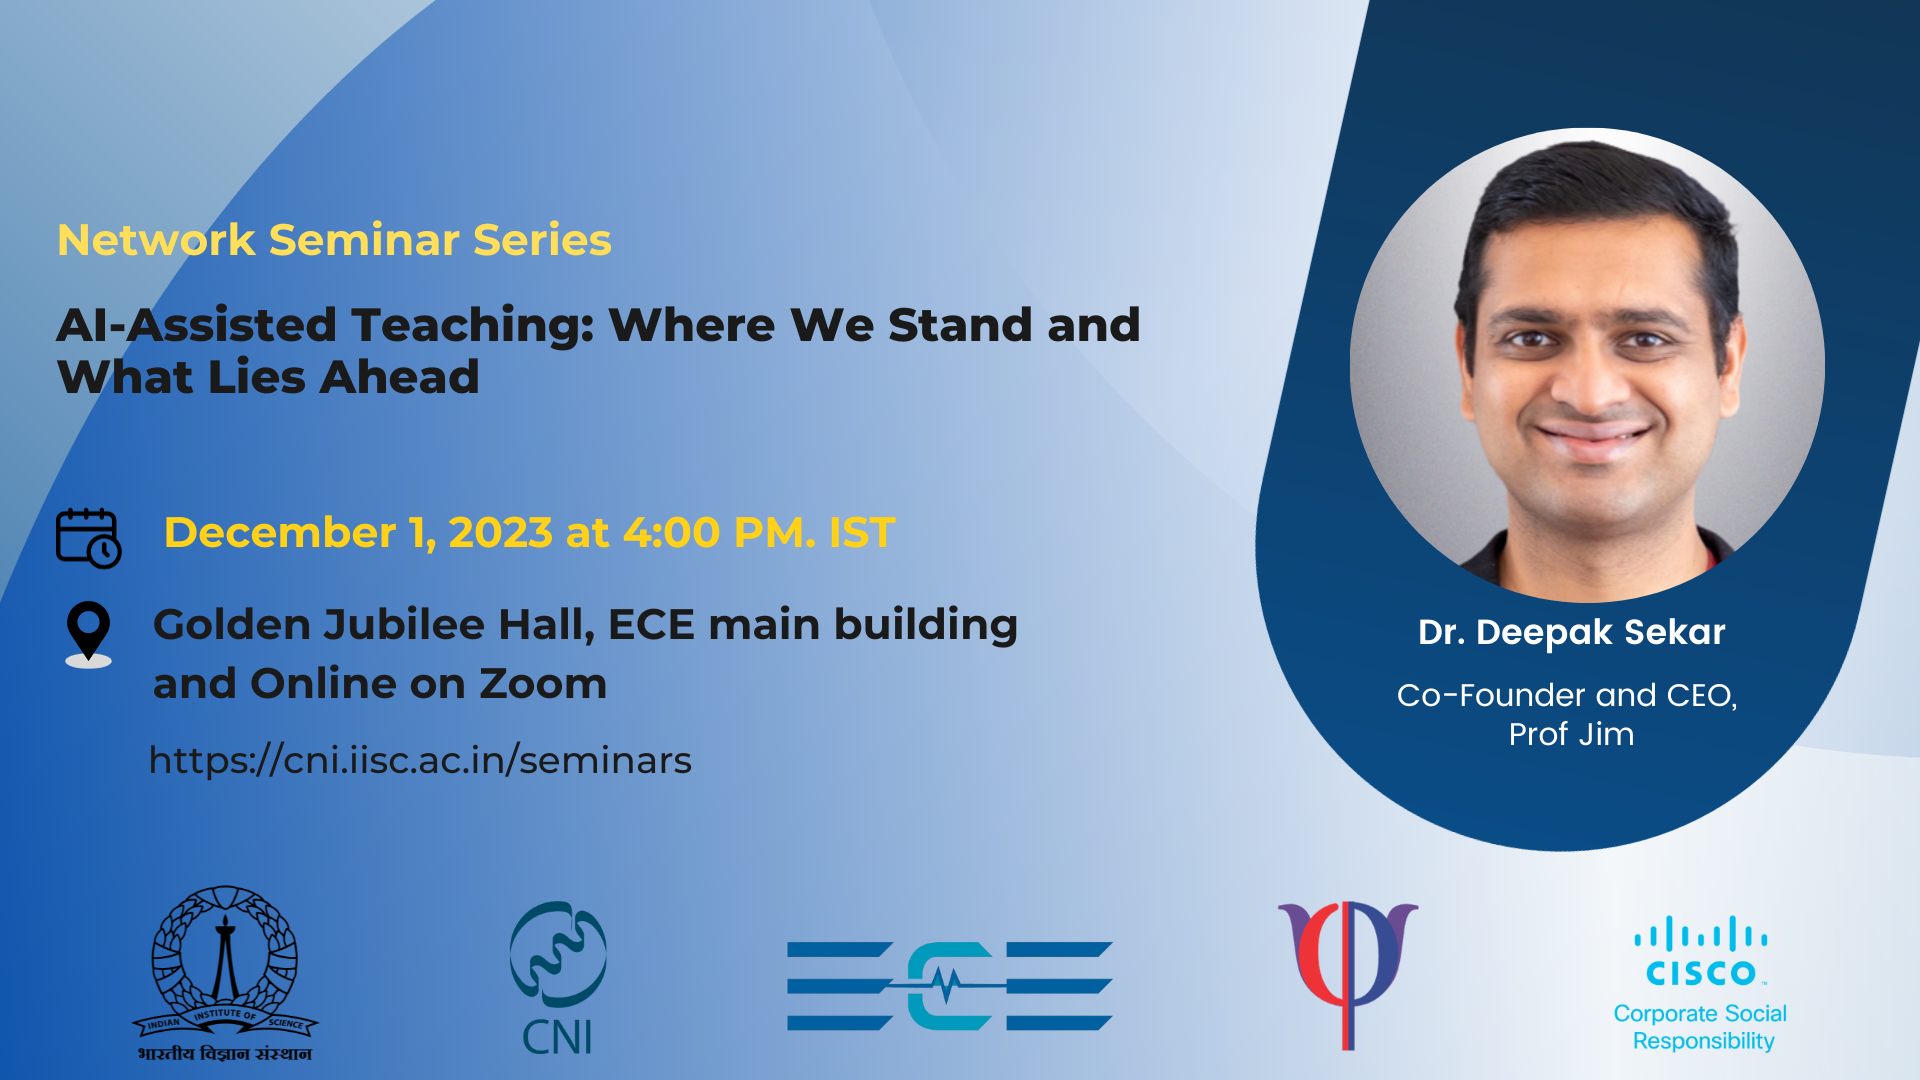 Network Seminar Series
AI-Assisted Teaching: Where We Stand and
What Lies Ahead
December 1, 2023 at 4:00 PM. IST
Golden Jubilee Hall, ECE main building
and Online on Zoom
https://cni.iisc.ac.in/seminars
Dr. Deepak Sekar
Co-Founder and CEO,
Prof Jim
INDIAN INSTITUTE OF SCIENCE
भारतीय विज्ञान संस्थान
CNI
ECE
CISCO™
Corporate Social
Responsibility